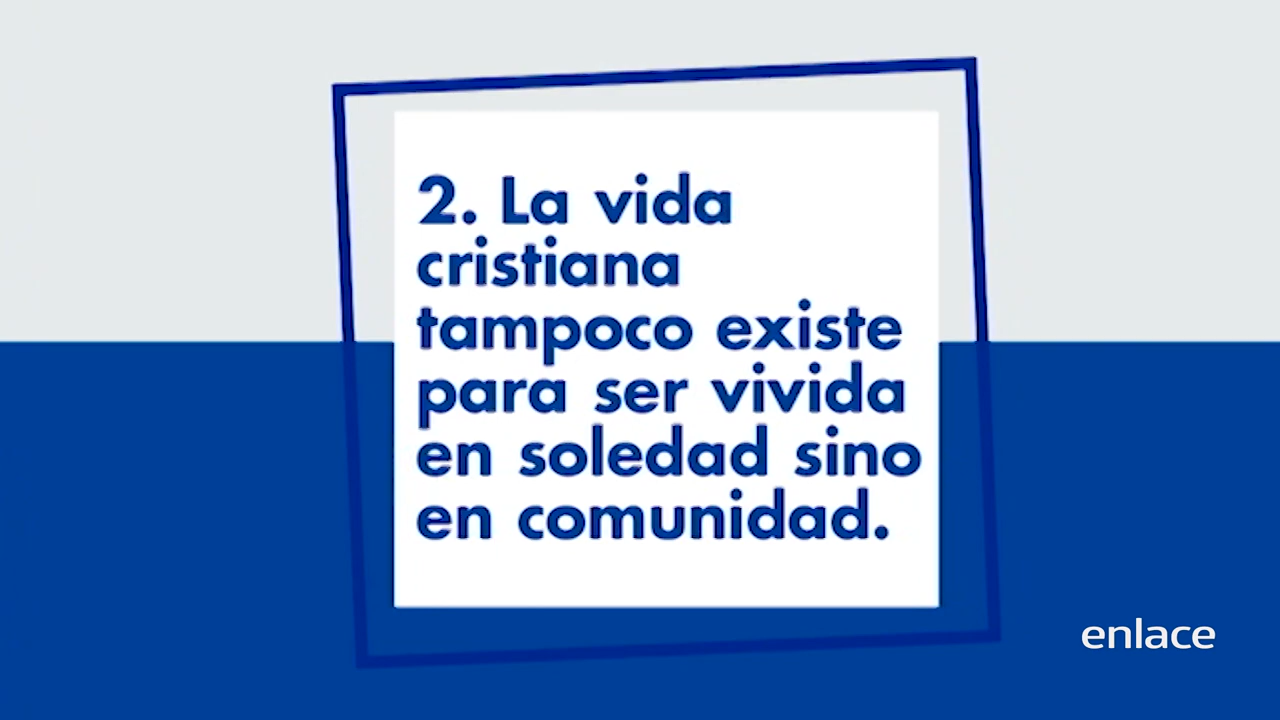 2. La vida
cristiana
tampoco existe
para ser vivida
en soledad sino
en comunidad.
enlace